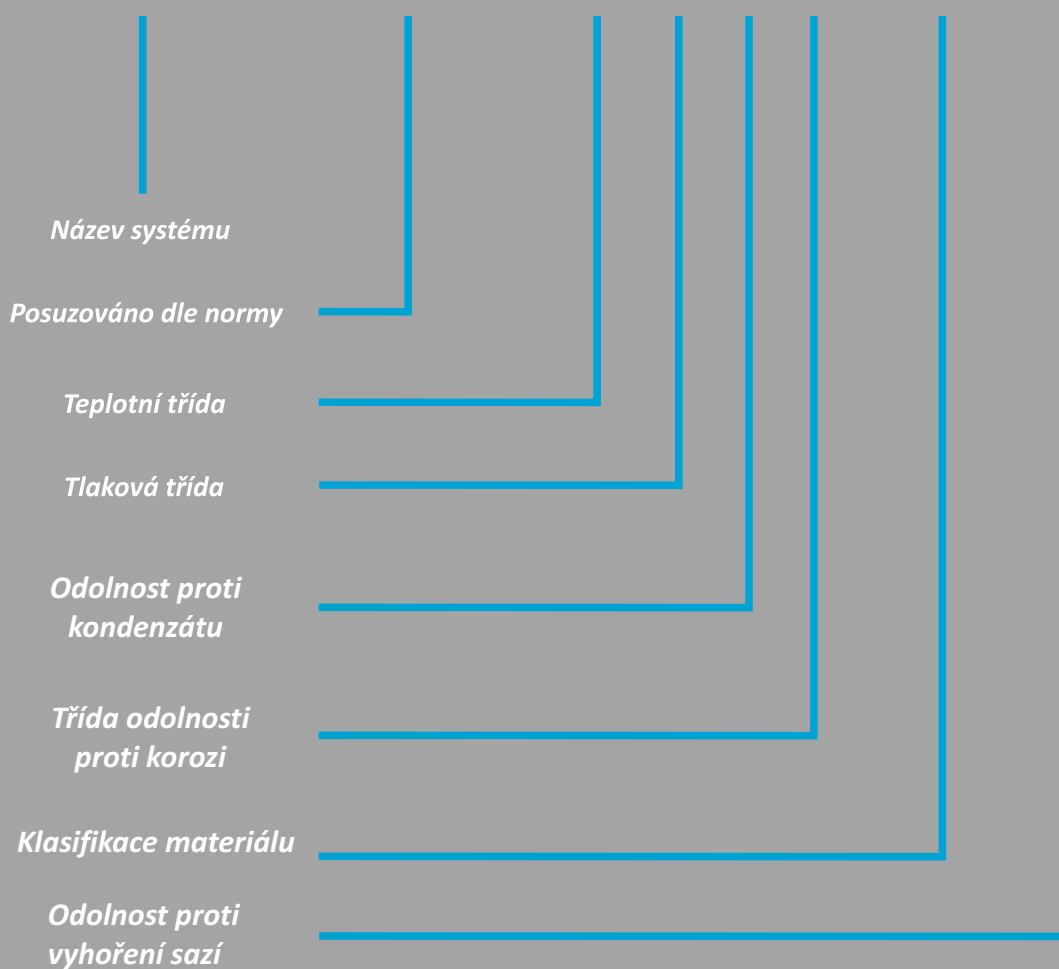 Název systému
Posuzováno dle normy
Teplotní třída
Tlaková třída
Odolnost proti
kondenzátu
Třída odolnosti
proti korozi
Klasifikace materiálu
Odolnost proti
vyhoření sazí